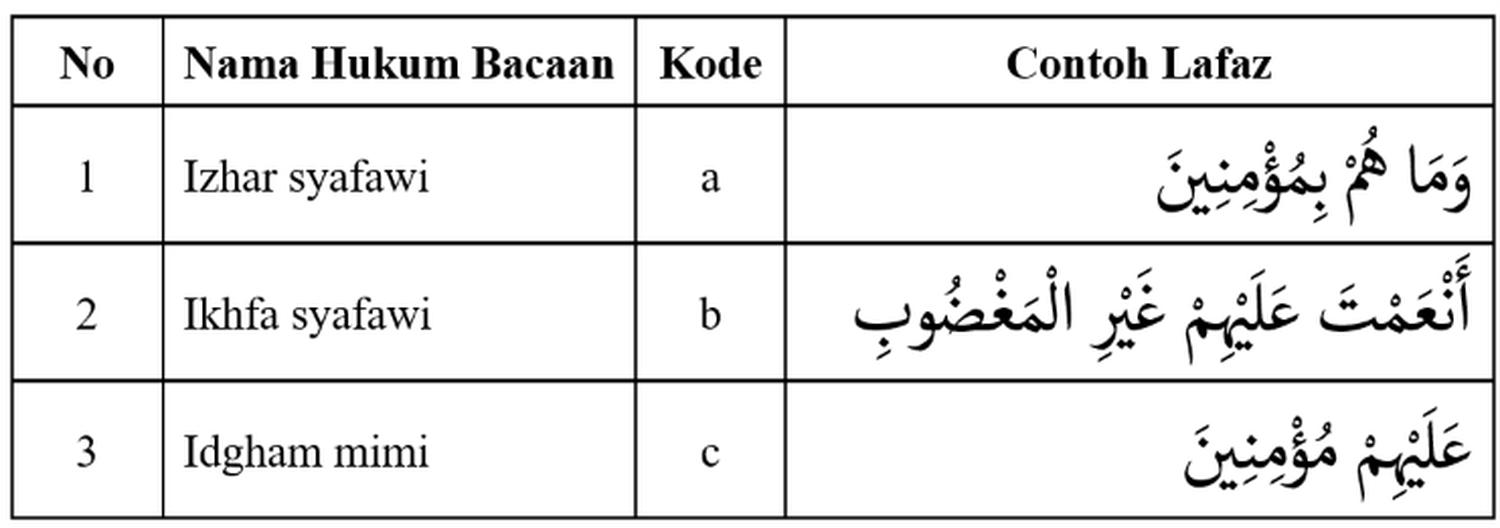 No Nama Hukum Bacaan Kode Contoh Lafaz
1 Izhar syafawi a وَمَا هُمْ بِمُؤْمِنِينَ
2 Ikhfa syafawi b أَنْعَمْتَ عَلَيْهِمْ غَيْرِ الْمَغْضُوبِ
3 Idgham mimi c عَلَيْهِمْ مُؤْمِنِينَ